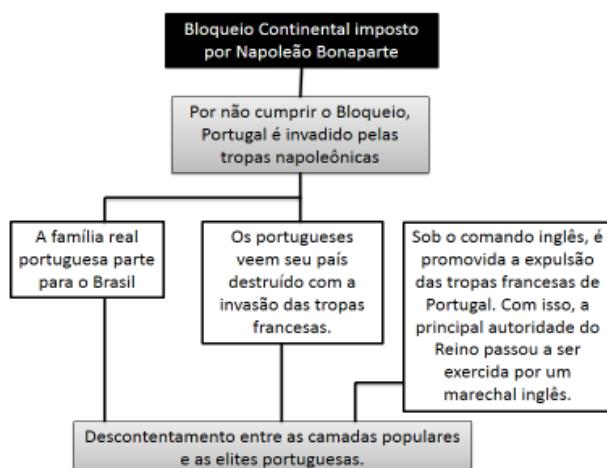 Bloqueio Continental imposto
por Napoleão Bonaparte
Por não cumprir o Bloqueio,
Portugal é invadido pelas
tropas napoleônicas
A família real
portuguesa parte
para o Brasil
Os portugueses
veem seu país
destruído com a
invasão das tropas
francesas.
Sob o comando inglês, é
promovida a expulsão
das tropas francesas de
Portugal. Com isso, a
principal autoridade do
Reino passou a ser
exercida por um
marechal inglês.
Descontentamento entre as camadas populares
e as elites portuguesas.